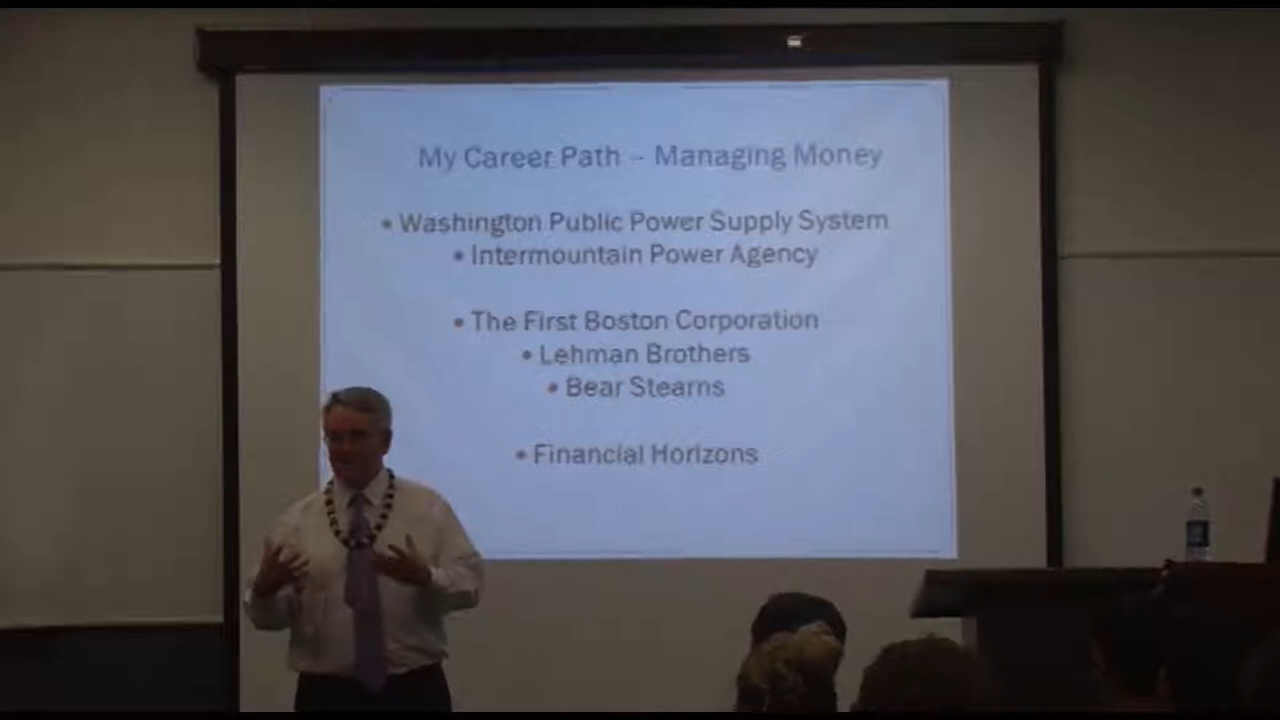 My Career Path - Managing Money
• Washington Public Power Supply System
• Intermountain Power Agency
• The First Boston Corporation
• Lehman Brothers
• Bear Stearns
• Financial Horizons